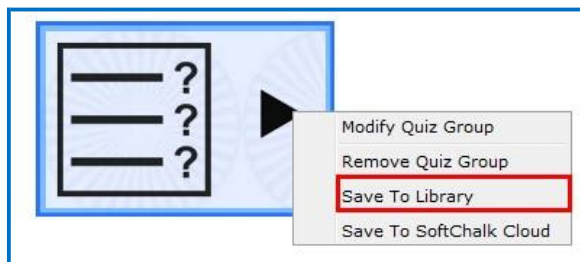 ?
?
?
Modify Quiz Group
Remove Quiz Group
Save To Library
Save To SoftChalk Cloud